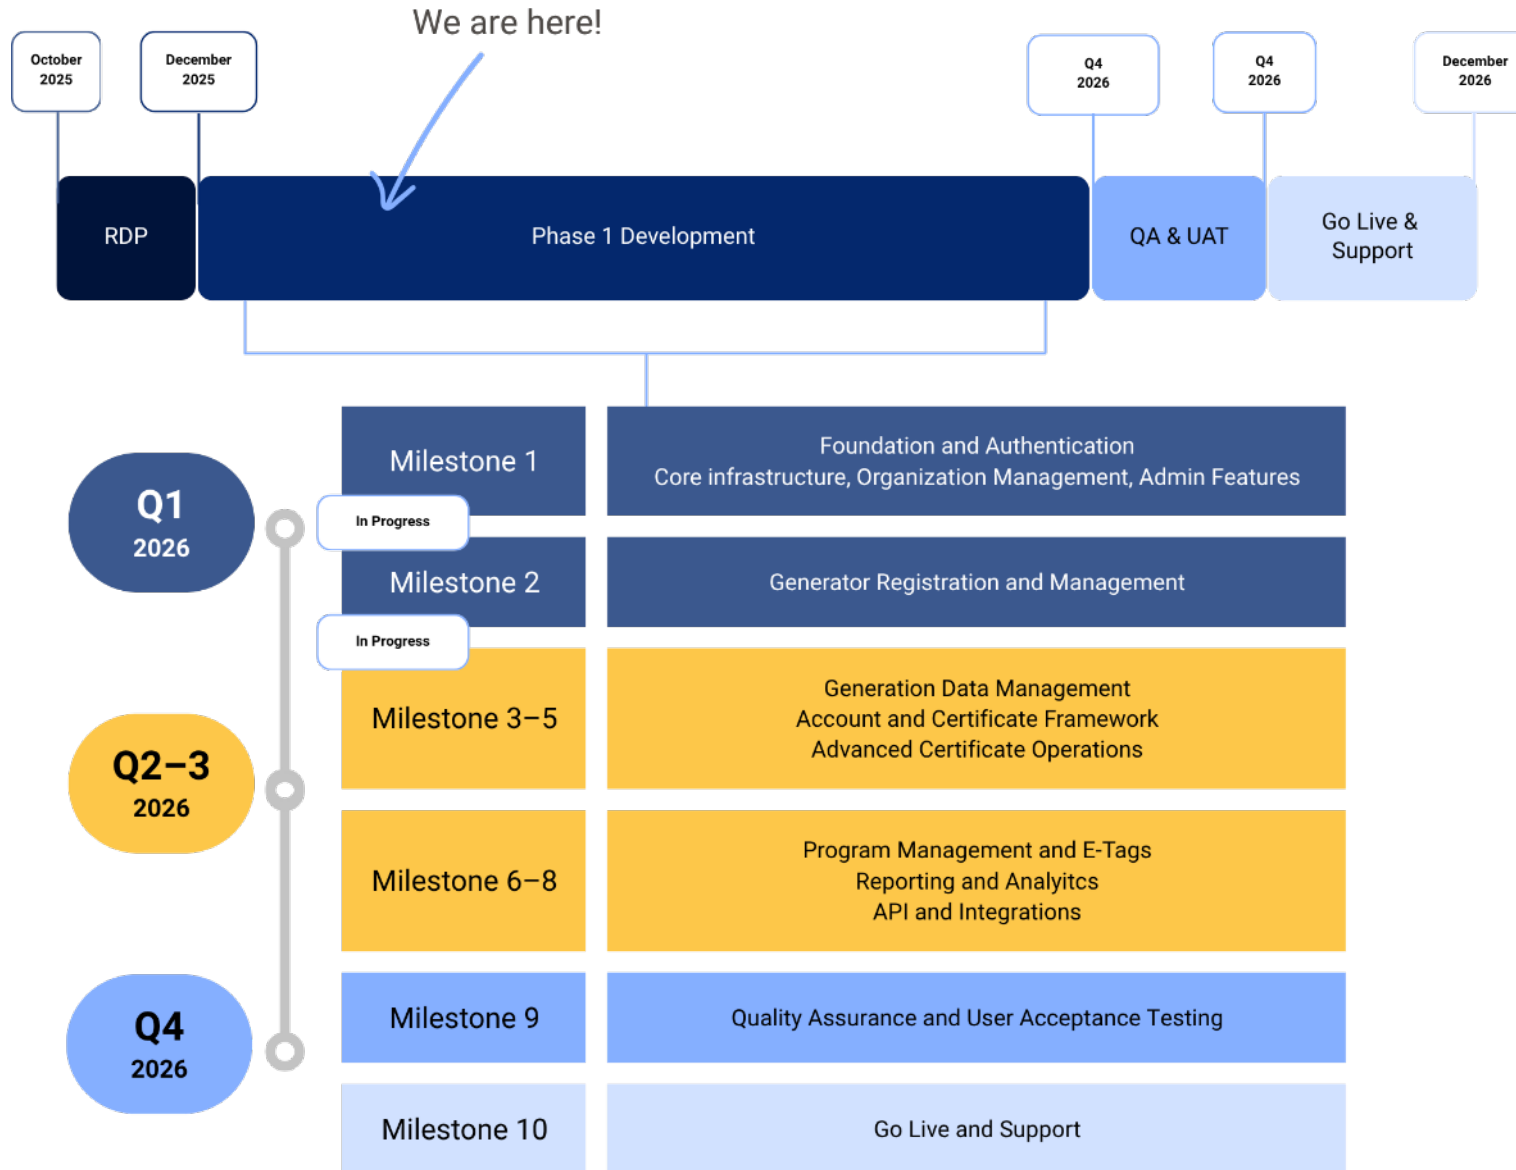 We are here!
October
2025
December
2025
Q4
2026
Q4
2026
December
2026
RDP
Phase 1 Development
QA & UAT
Go Live &
Support
Q1
2026
Milestone 1
Foundation and Authentication
Core infrastructure, Organization Management, Admin Features
In Progress
Milestone 2
Generator Registration and Management
In Progress
Q2–3
2026
Milestone 3–5
Generation Data Management
Account and Certificate Framework
Advanced Certificate Operations
Milestone 6–8
Program Management and E-Tags
Reporting and Analyitcs
API and Integrations
Q4
2026
Milestone 9
Quality Assurance and User Acceptance Testing
Milestone 10
Go Live and Support